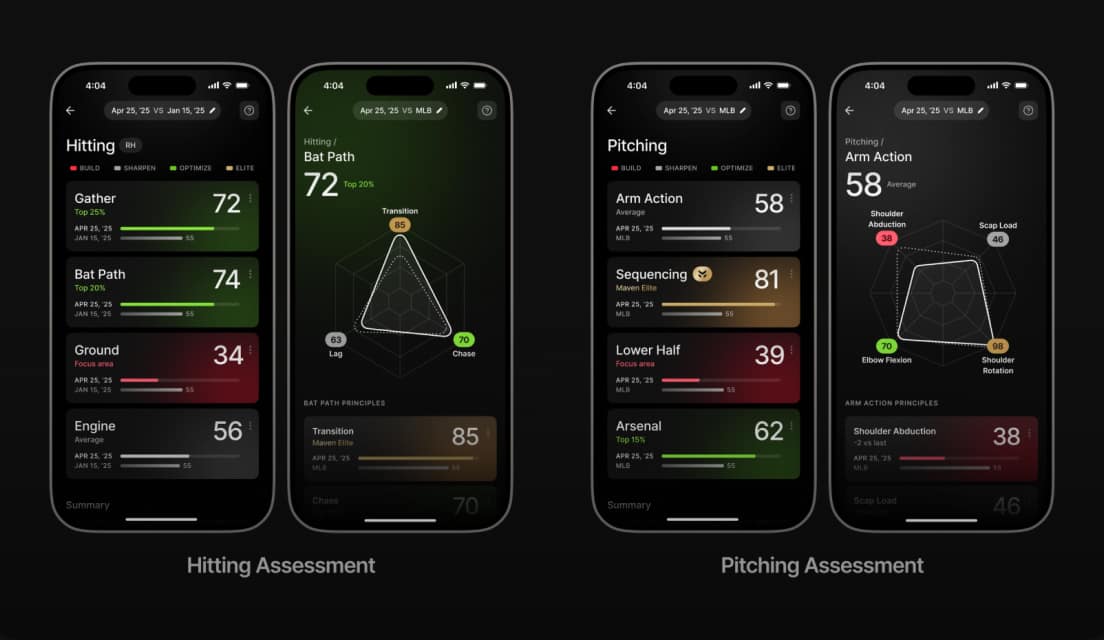 4:04
Apr 25, '25 VS Jan 15, '25
Hitting RH
BUILD SHARPEN OPTIMIZE ELITE
Gather 72
Top 25%
APR 25, '25
JAN 15, '25 55
Bat Path 74
Top 20%
APR 25, '25
JAN 15, '25 55
Ground 34
Focus area
APR 25, '25
JAN 15, '25 55
Engine 56
Average
APR 25, '25
JAN 15, '25 55
Summary
4:04
Apr 25, '25 VS MLB
Hitting /
Bat Path
72 Top 20%
Transition
85
63
Lag
70
Chase
BAT PATH PRINCIPLES
Transition 85
Maven Elite
APR 25, '25
MLB 55
Chase 70
Hitting Assessment
4:04
Apr 25, '25 VS MLB
Pitching
BUILD SHARPEN OPTIMIZE ELITE
Arm Action 58
Average
APR 25, '25
MLB 55
Sequencing 81
Maven Elite
APR 25, '25
MLB 55
Lower Half 39
Focus area
APR 25, '25
MLB 55
Arsenal 62
Top 15%
APR 25, '25
MLB 55
Summary
4:04
Apr 25, '25 VS MLB
Pitching /
Arm Action
58 Average
Shoulder
Abduction
38
Scap Load
46
70
Elbow Flexion
98
Shoulder
Rotation
ARM ACTION PRINCIPLES
Shoulder Abduction 38
-2 vs last
APR 25, '25
MLB 55
Scap Load 46
Pitching Assessment